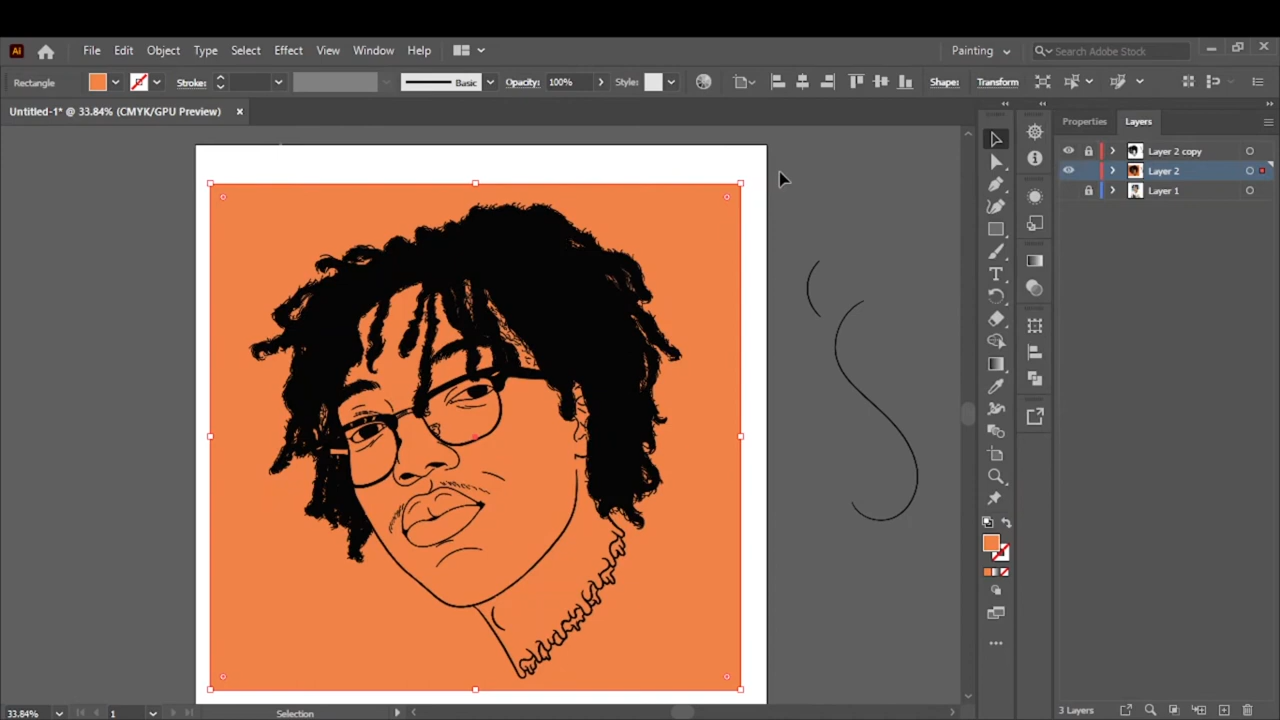 Ai File Edit Object Type Select Effect View Window Help Painting Search Adobe Stock
Rectangle Stroke: Basic Opacity: 100% Style: Shape: Transform
Untitled-1* @ 33.84% (CMYK/GPU Preview) ×
Properties Layers
Layer 2 copy
Layer 2
Layer 1
33.84% 1 Selection 3 Layers